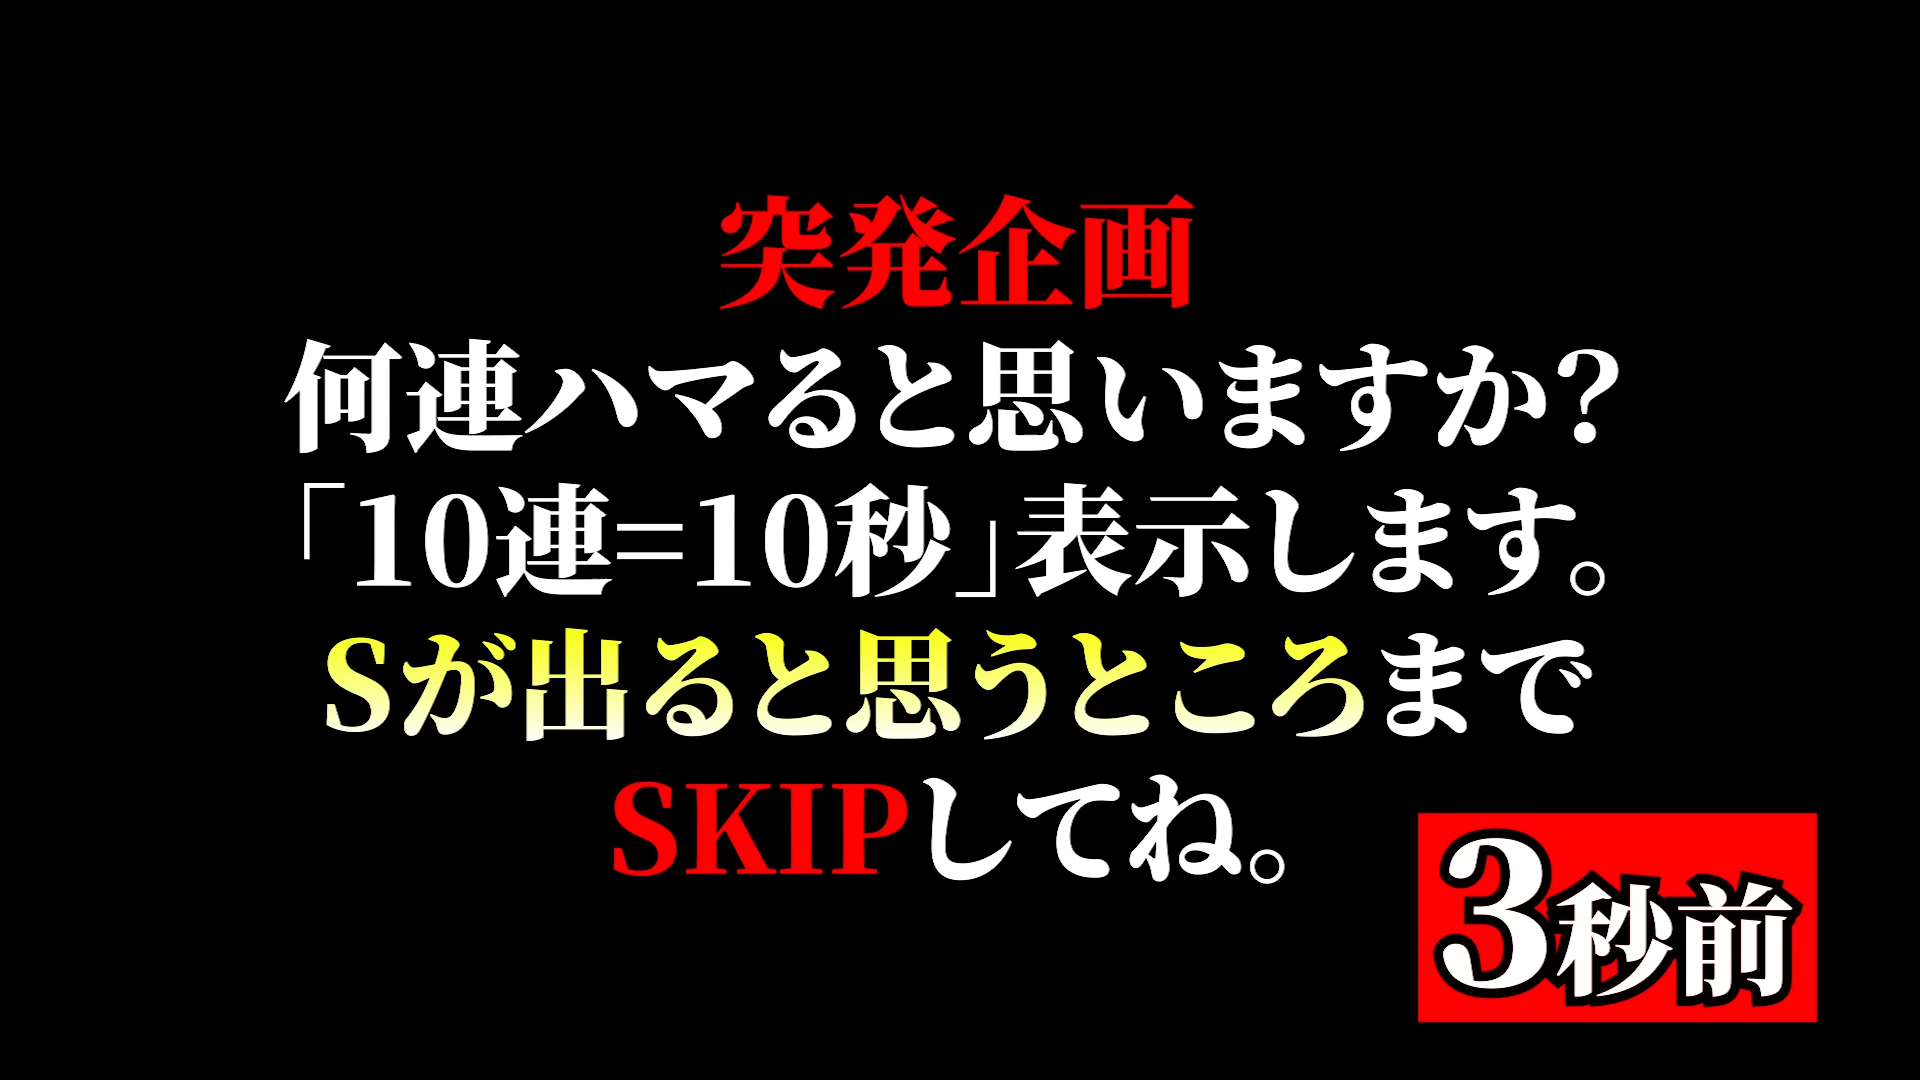 突発企画
何連ハマると思いますか?
「10連=10秒」表示します。
Sが出ると思うところまで
SKIPしてね。
3秒前